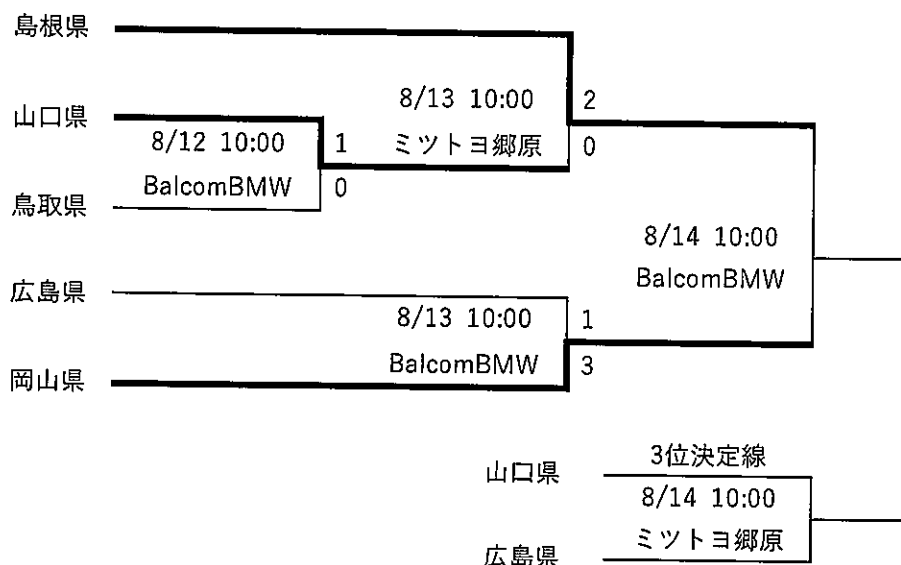 島根県
8/13 10:00
2
山口県
ミツトヨ郷原
0
8/12 10:00
1
BalcomBMW
0
鳥取県
8/14 10:00
BalcomBMW
広島県
8/13 10:00
1
BalcomBMW
3
岡山県
3位決定線
山口県
8/14 10:00
ミツトヨ郷原
広島県